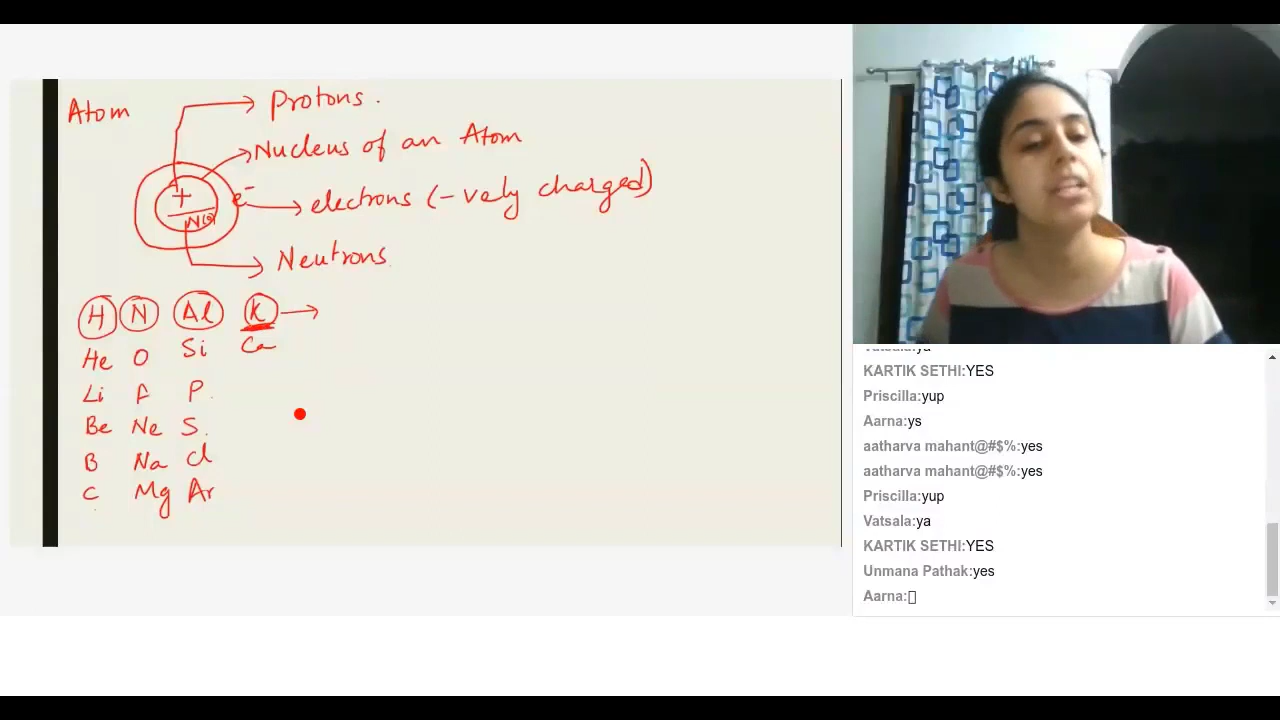 Atom
Protons.
Nucleus of an Atom
+
e-
electrons (-vely charged)
Neutrons
H N Al K
He O Si Ca
Li F P.
Be Ne S.
B Na Cl
C Mg Ar
KARTIK SETHI:YES
Priscilla:yup
Aarna:ys
aatharva mahant@#$%:yes
aatharva mahant@#$%:yes
Priscilla:yup
Vatsala:ya
KARTIK SETHI:YES
Unmana Pathak:yes
Aarna: